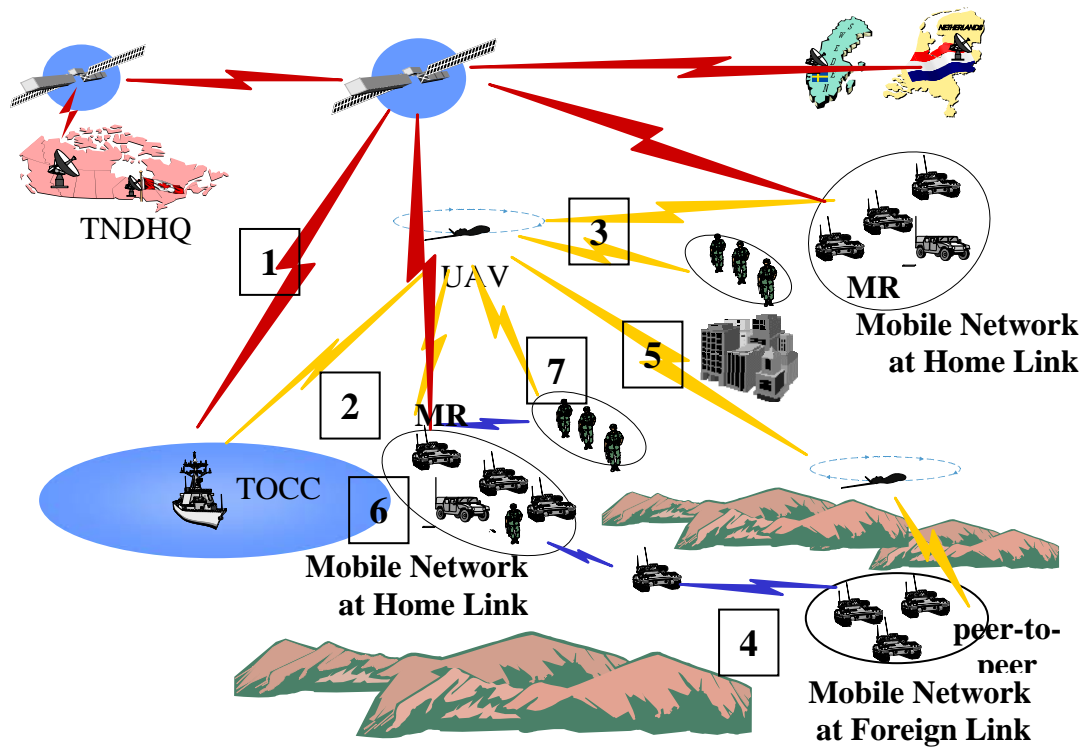 NETHERLANDS
S
W
E
D
E
N
TNDHQ
1
3
UAV
MR
Mobile Network
at Home Link
5
7
2
MR
TOCC
6
Mobile Network
at Home Link
4
peer-to-
peer
Mobile Network
at Foreign Link